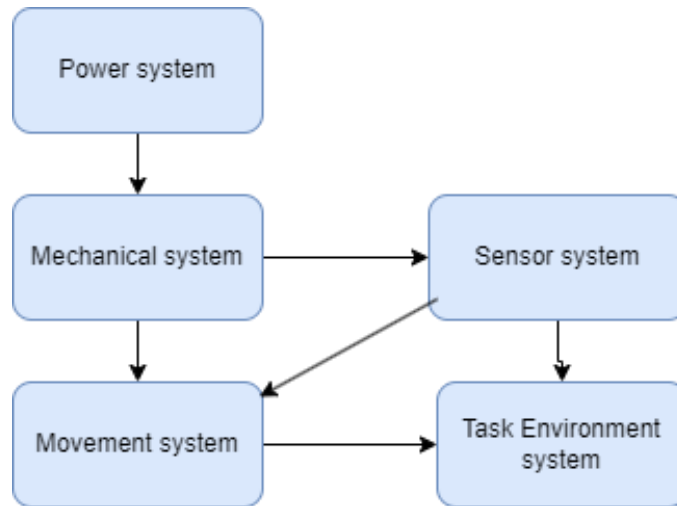 Power system
Mechanical system
Sensor system
Movement system
Task Environment
system